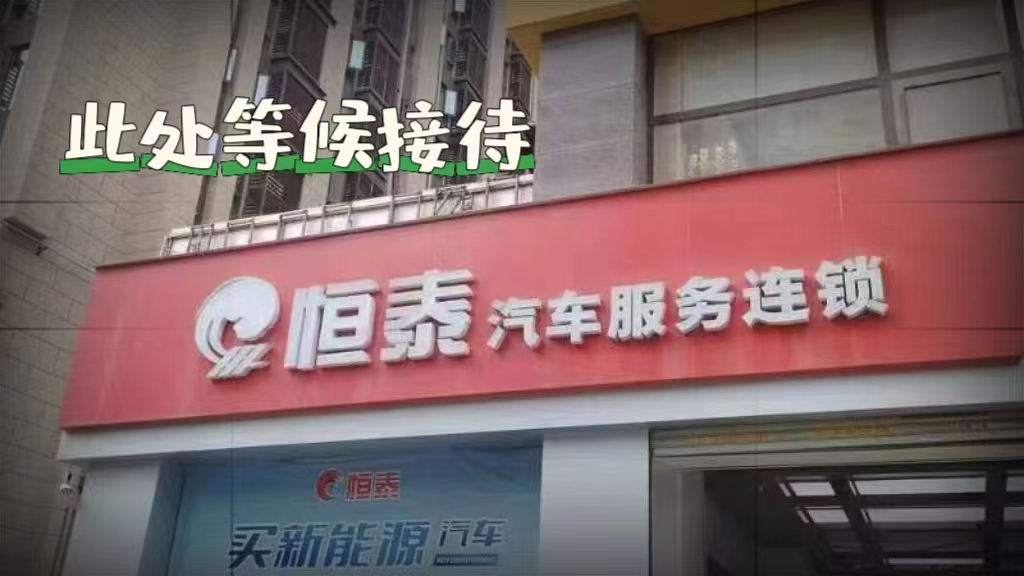 此处等候接待
恒泰 汽车服务连锁
恒泰
买新能源汽车